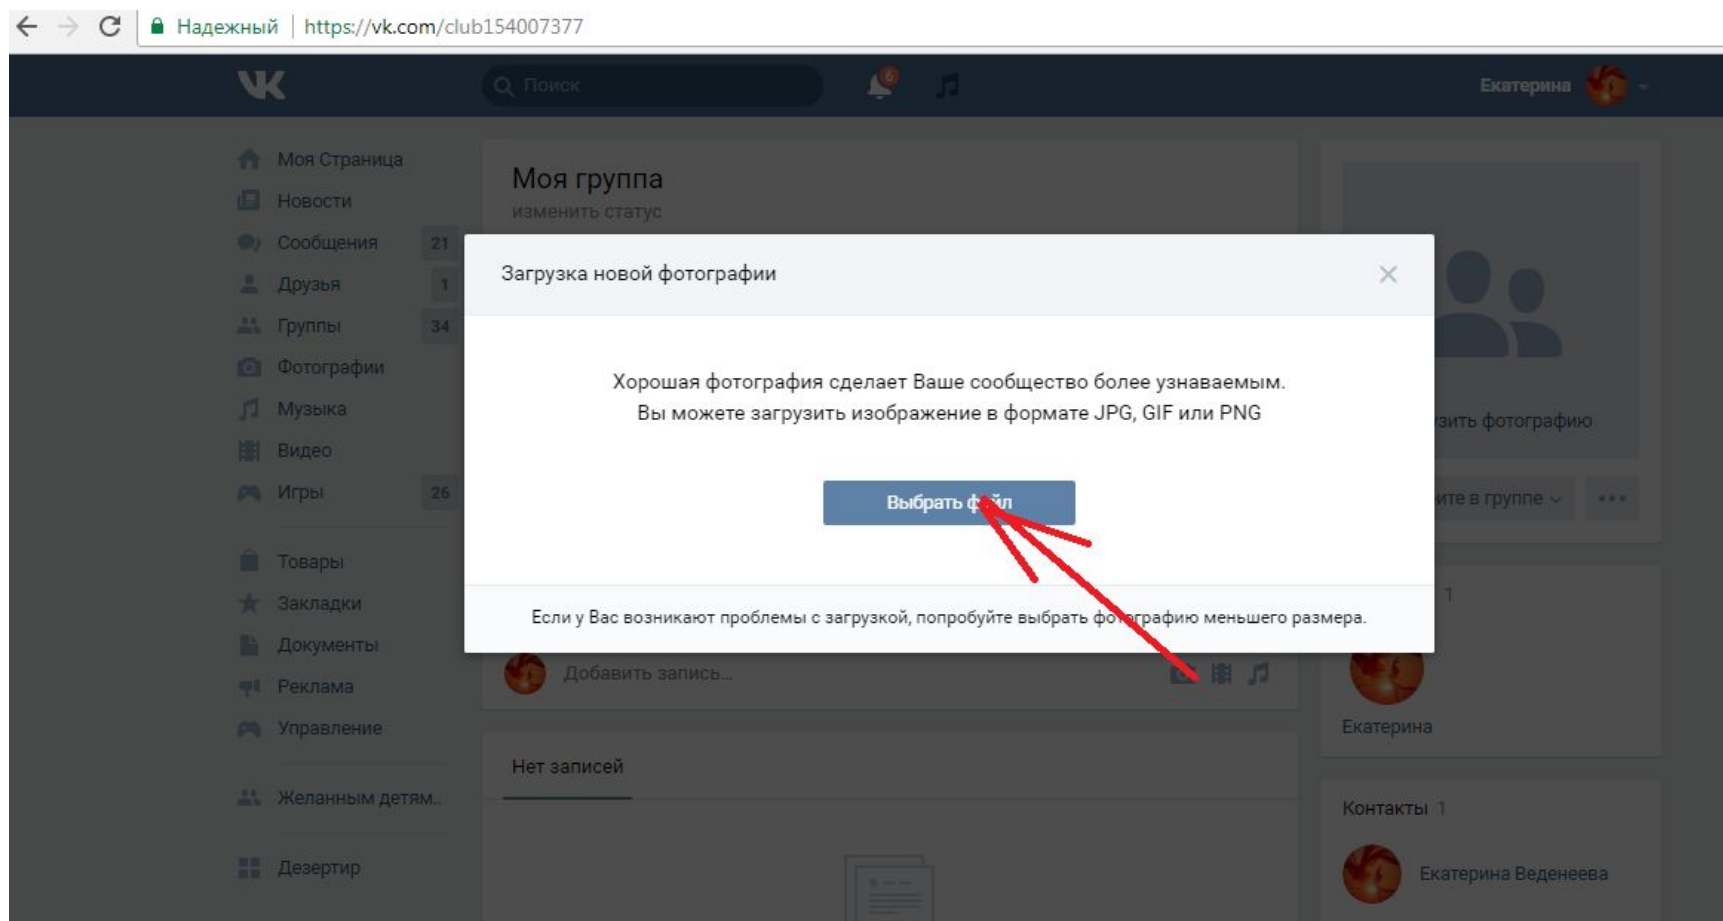 Надежный | https://vk.com/club154007377
Поиск
6
Екатерина
Моя Страница
Новости
Сообщения 21
Друзья 1
Группы 34
Фотографии
Музыка
Видео
Игры 26
Товары
Закладки
Документы
Реклама
Управление
Желанным детям..
Дезертир
Моя группа
изменить статус
Загрузка новой фотографии
Хорошая фотография сделает Ваше сообщество более узнаваемым.
Вы можете загрузить изображение в формате JPG, GIF или PNG
Выбрать файл
Если у Вас возникают проблемы с загрузкой, попробуйте выбрать фотографию меньшего размера.
Добавить запись...
Нет записей
фотографию
в группе
1
Екатерина
Контакты 1
Екатерина Веденеева